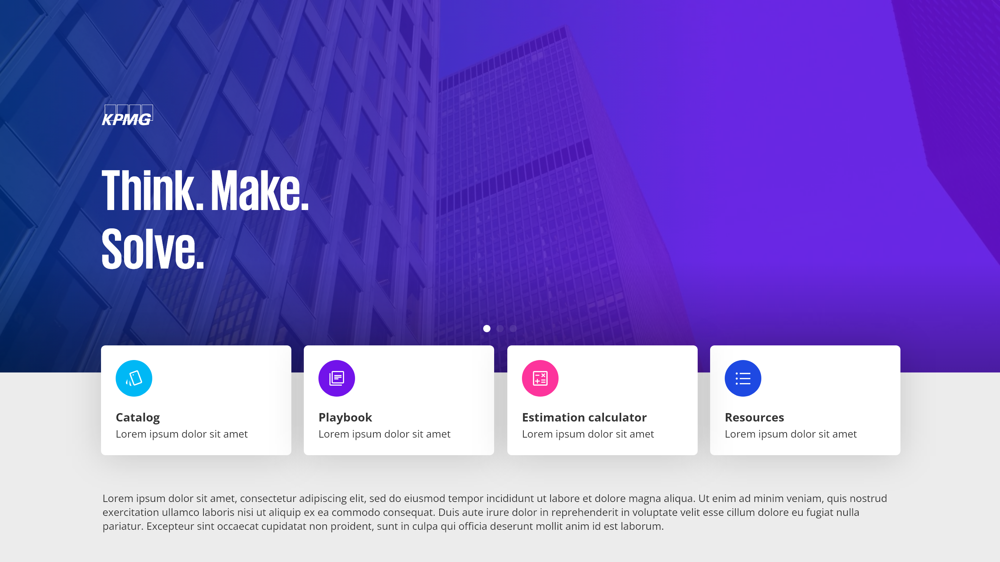 KPMG
Think. Make.
Solve.
Catalog
Lorem ipsum dolor sit amet
Playbook
Lorem ipsum dolor sit amet
Estimation calculator
Lorem ipsum dolor sit amet
Resources
Lorem ipsum dolor sit amet
Lorem ipsum dolor sit amet, consectetur adipiscing elit, sed do eiusmod tempor incididunt ut labore et dolore magna aliqua. Ut enim ad minim veniam, quis nostrud
exercitation ullamco laboris nisi ut aliquip ex ea commodo consequat. Duis aute irure dolor in reprehenderit in voluptate velit esse cillum dolore eu fugiat nulla
pariatur. Excepteur sint occaecat cupidatat non proident, sunt in culpa qui officia deserunt mollit anim id est laborum.